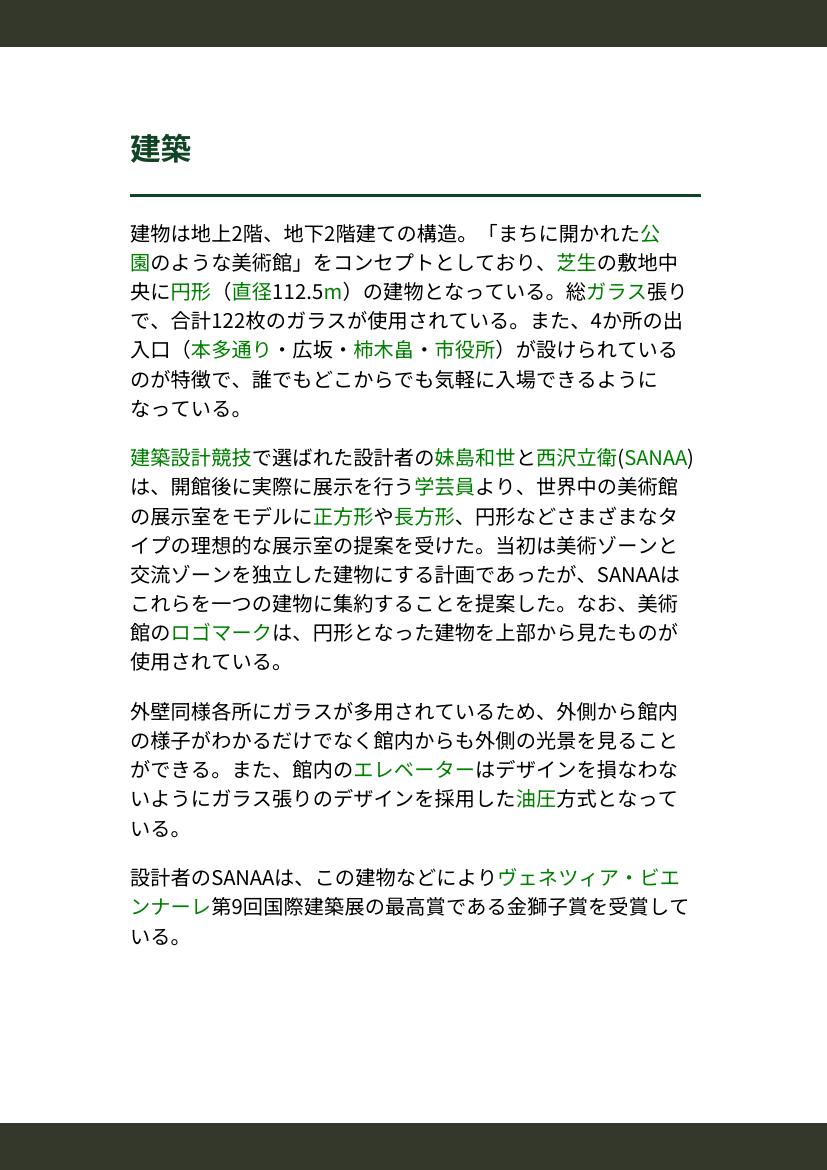 建築
建物は地上2階、地下2階建ての構造。「まちに開かれた公
園のような美術館」をコンセプトとしており、芝生の敷地中
央に円形（直径112.5m）の建物となっている。総ガラス張り
で、合計122枚のガラスが使用されている。また、4か所の出
入口（本多通り・広坂・柿木畠・市役所）が設けられている
のが特徴で、誰でもどこからでも気軽に入場できるように
なっている。
建築設計競技で選ばれた設計者の妹島和世と西沢立衛(SANAA)
は、開館後に実際に展示を行う学芸員より、世界中の美術館
の展示室をモデルに正方形や長方形、円形などさまざまなタ
イプの理想的な展示室の提案を受けた。当初は美術ゾーンと
交流ゾーンを独立した建物にする計画であったが、SANAAは
これらを一つの建物に集約することを提案した。なお、美術
館のロゴマークは、円形となった建物を上部から見たものが
使用されている。
外壁同様各所にガラスが多用されているため、外側から館内
の様子がわかるだけでなく館内からも外側の光景を見ること
ができる。また、館内のエレベーターはデザインを損なわな
いようにガラス張りのデザインを採用した油圧方式となって
いる。
設計者のSANAAは、この建物などによりヴェネツィア・ビエ
ンナーレ第9回国際建築展の最高賞である金獅子賞を受賞して
いる。